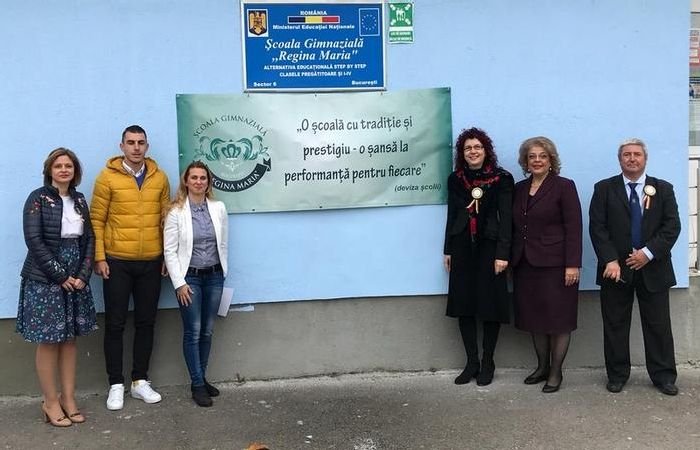 ROMÂNIA
Ministerul Educației Naționale
Școala Gimnazială
,,Regina Maria"
ALTERNATIVA EDUCAȚIONALĂ STEP BY STEP
CLASELE PREGĂTITOARE ȘI I-IV
Sector 6 București
ȘCOALA GIMNAZIALĂ
REGINA MARIA
„O școală cu tradiție și
prestigiu - o șansă la
performanță pentru fiecare”
(deviza școlii)